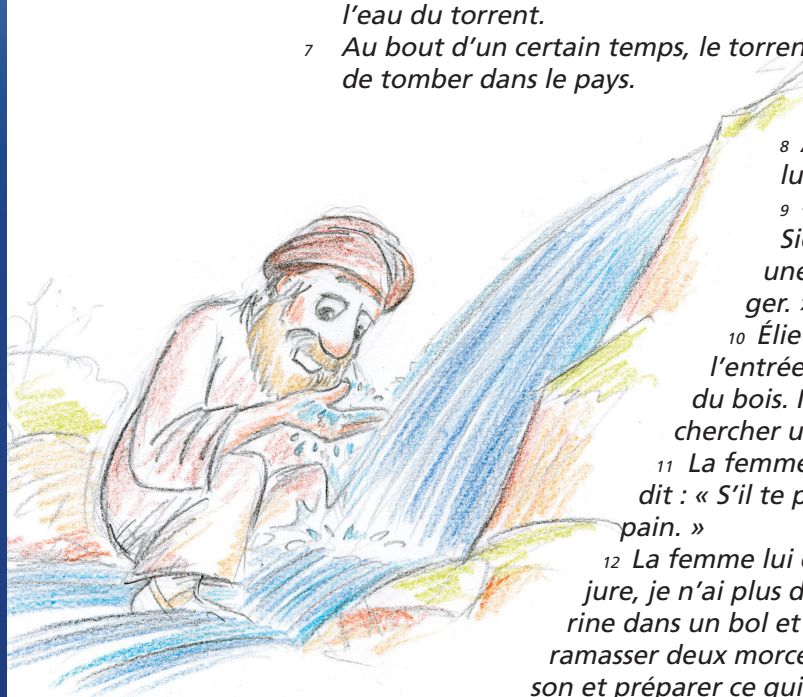 l'eau du torrent.
7 Au bout d'un certain temps, le torren
de tomber dans le pays.
8
lu
9
Si
une
ger. »
10 Élie
l'entrée
du bois. I
chercher u
11 La femme
dit : « S'il te p
pain. »
12 La femme lui
jure, je n'ai plus d
rine dans un bol et
ramasser deux morce
son et préparer ce qui